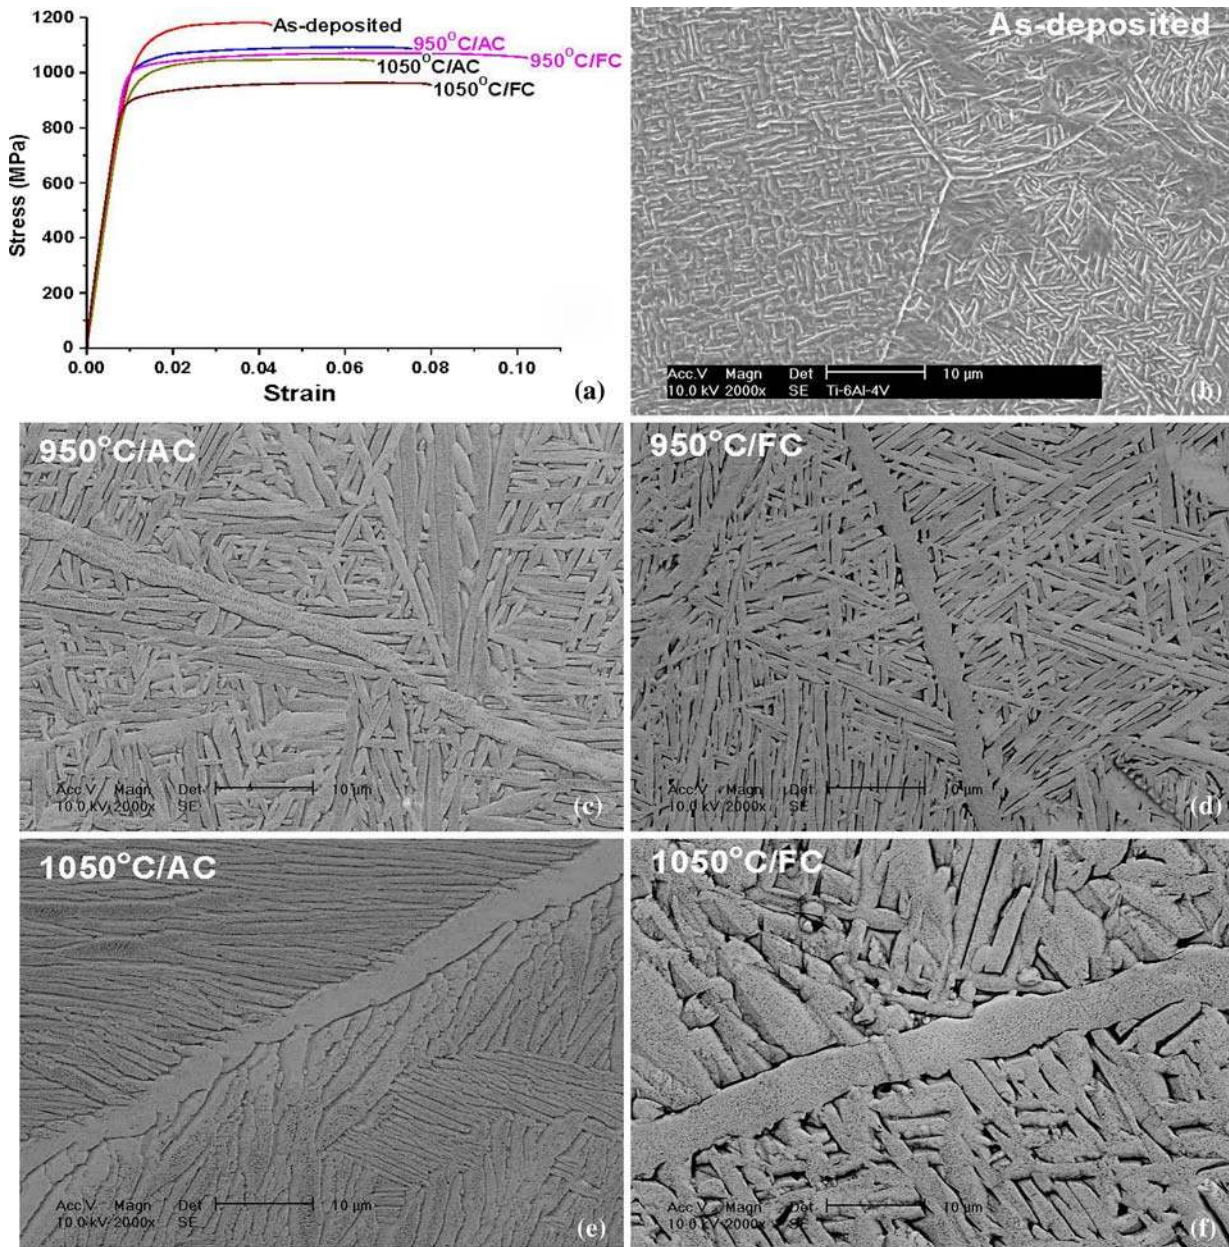 1200
1000
800
600
400
200
0
0.00 0.02 0.04 0.06 0.08 0.10
Stress (MPa)
Strain
As-deposited
950°C/AC
950°C/FC
1050°C/AC
1050°C/FC
(a)
As-deposited
Acc.V Magn Det 10 µm
10.0 kV 2000x SE Ti-6Al-4V
(b)
950°C/AC
Acc.V Magn Det 10 µm
10.0 kV 2000x SE
(c)
950°C/FC
Acc.V Magn Det 10 µm
10.0 kV 2000x SE
(d)
1050°C/AC
Acc.V Magn Det 10 µm
10.0 kV 2000x SE
(e)
1050°C/FC
Acc.V Magn Det 10 µm
10.0 kV 2000x SE
(f)